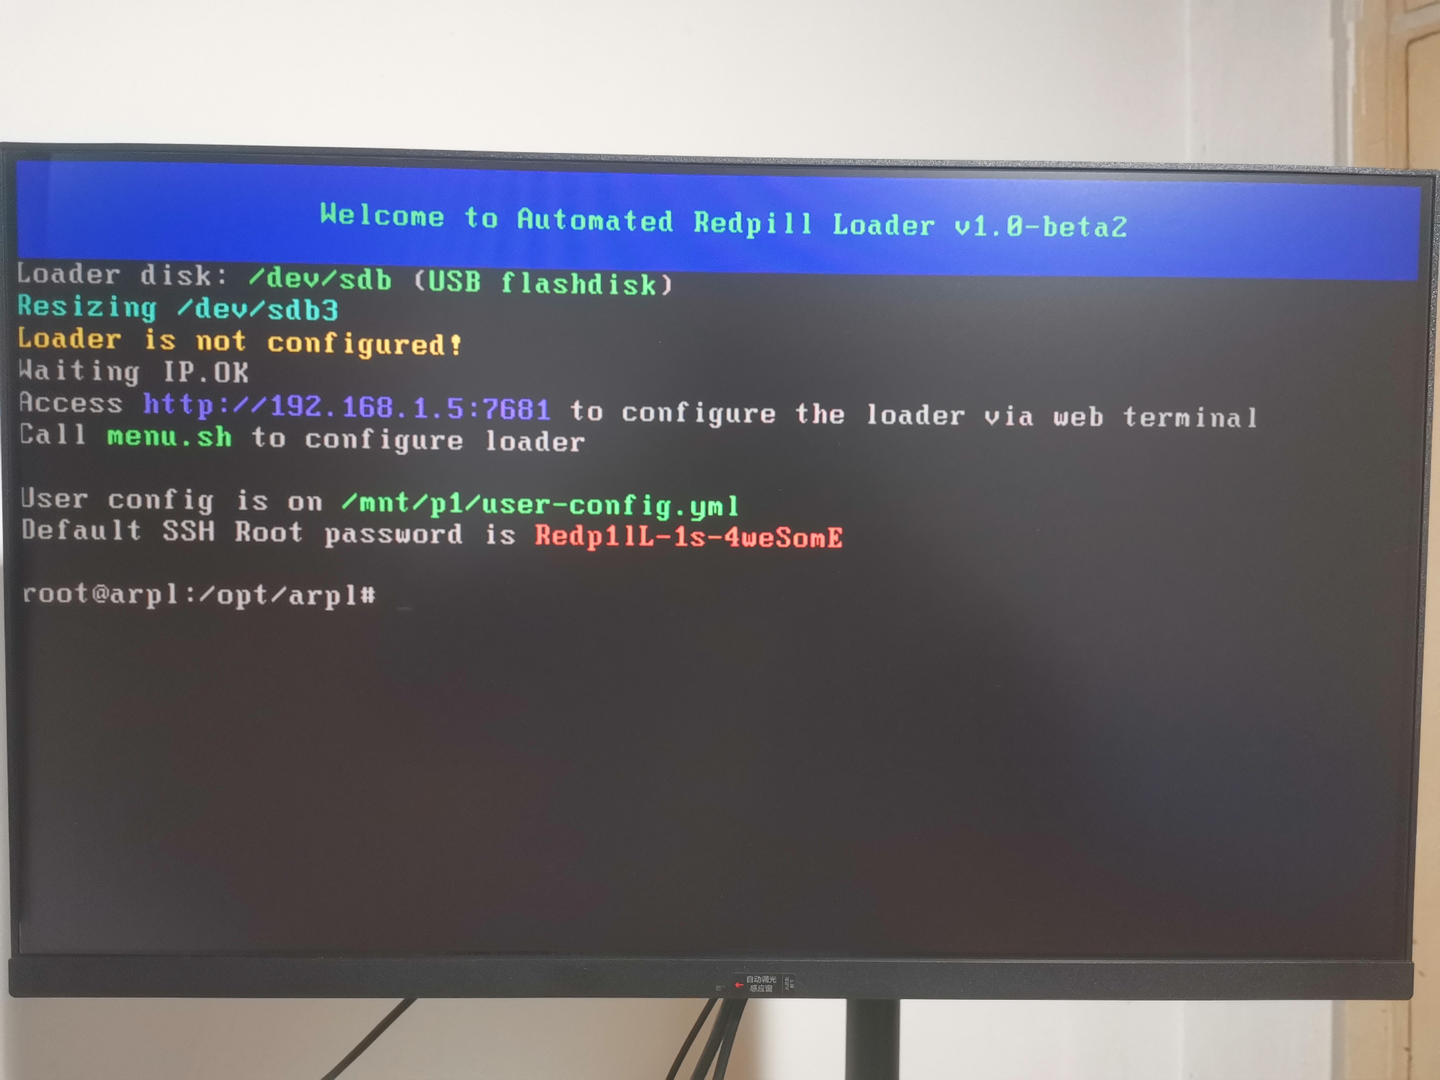 Welcome to Automated Redpill Loader v1.0-beta2
Loader disk: /dev/sdb (USB flashdisk)
Resizing /dev/sdb3
Loader is not configured!
Waiting IP.OK
Access http://192.168.1.5:7681 to configure the loader via web terminal
Call menu.sh to configure loader
User config is on /mnt/p1/user-config.yml
Default SSH Root password is Redp1lL-1s-4weSomE
root@arpl:/opt/arpl#
自动调光
感应窗